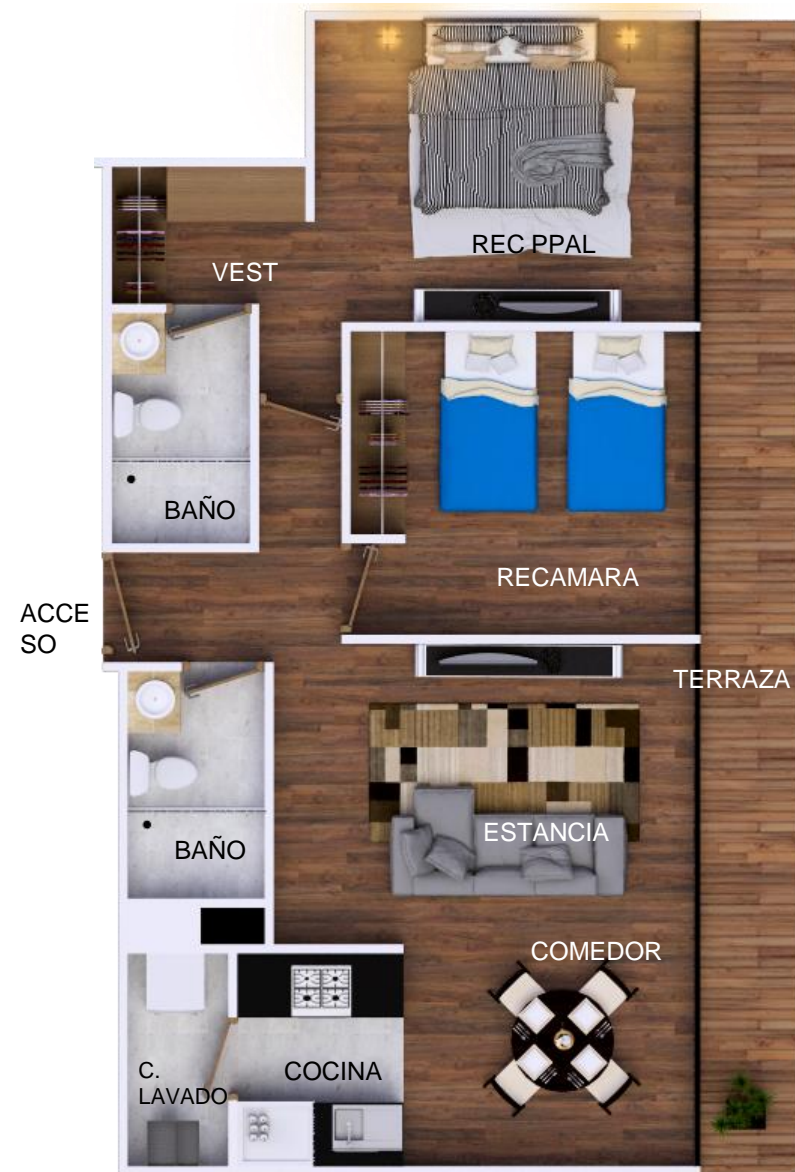 REC PPAL
VEST
BAÑO
RECAMARA
ACCE
SO
TERRAZA
ESTANCIA
BAÑO
COMEDOR
C.
LAVADO
COCINA